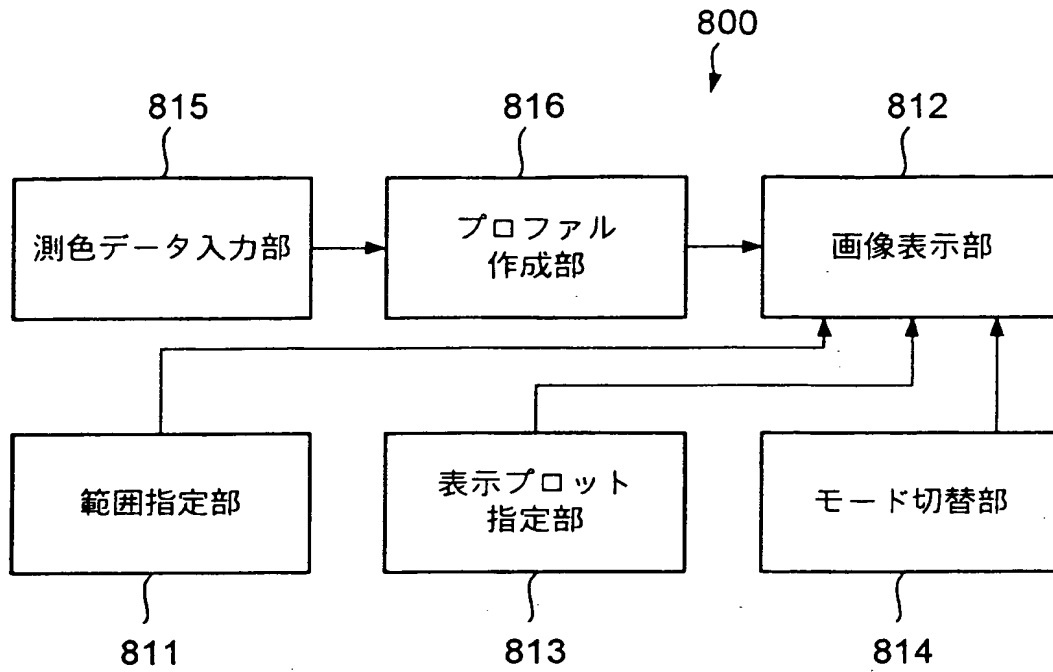 800
815
816
812
測色データ入力部
プロファル
作成部
画像表示部
範囲指定部
表示プロット
指定部
モード切替部
811
813
814